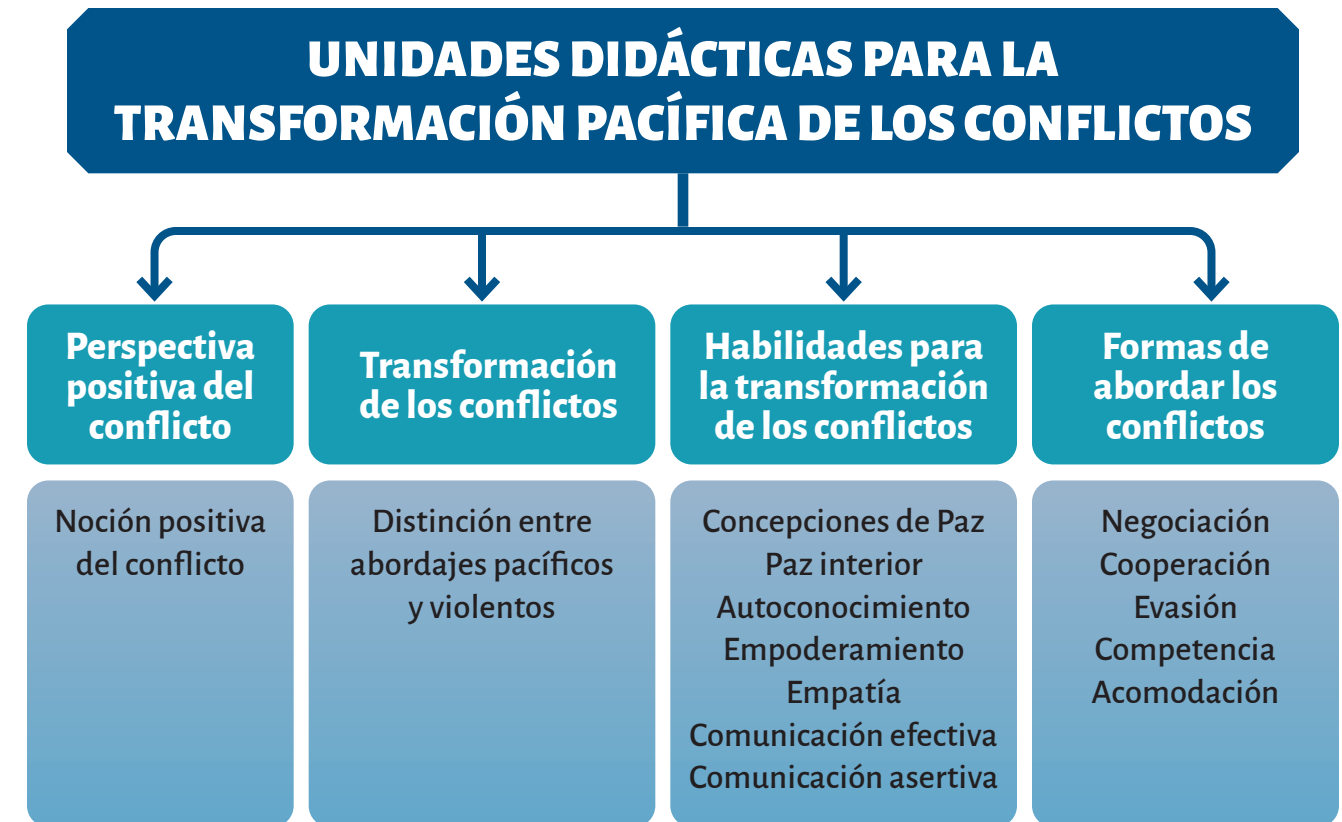 UNIDADES DIDÁCTICAS PARA LA
TRANSFORMACIÓN PACÍFICA DE LOS CONFLICTOS
Perspectiva
positiva del
conflicto
Transformación
de los conflictos
Habilidades para
la transformación
de los conflictos
Formas de
abordar los
conflictos
Noción positiva
del conflicto
Distinción entre
abordajes pacíficos
y violentos
Concepciones de Paz
Paz interior
Autoconocimiento
Empoderamiento
Empatía
Comunicación efectiva
Comunicación asertiva
Negociación
Cooperación
Evasión
Competencia
Acomodación